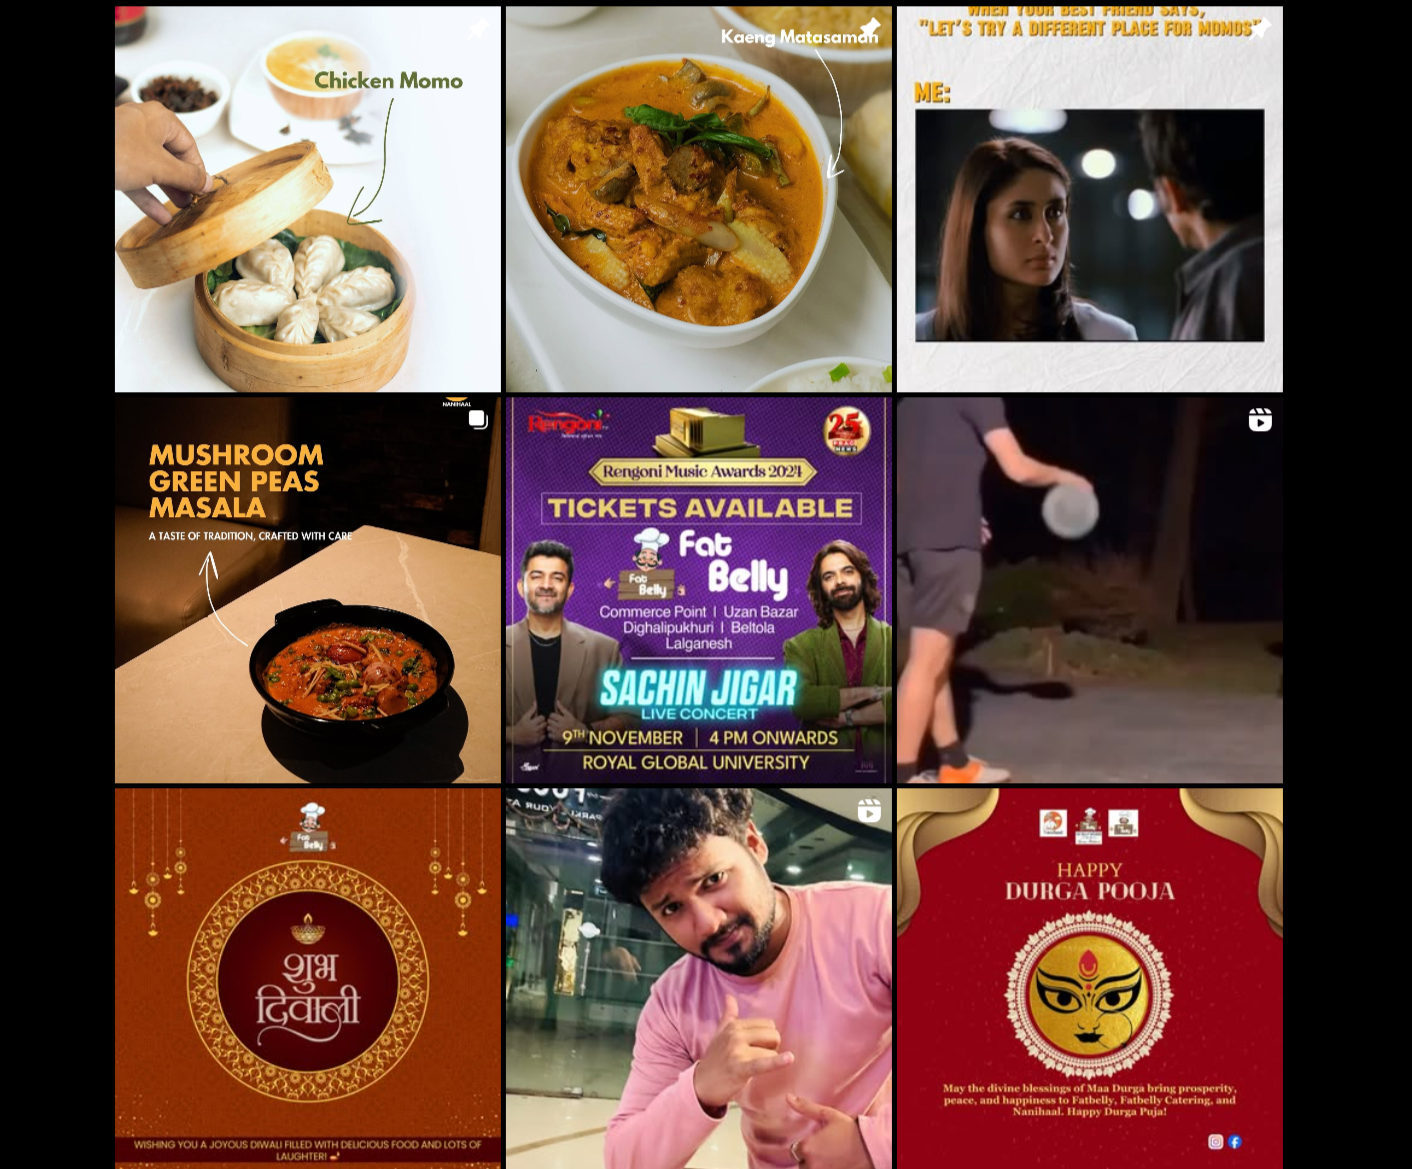 Chicken Momo
Kaeng Matasaman
WHEN YOUR BEST FRIEND SAYS,
"LET'S TRY A DIFFERENT PLACE FOR MOMOS"
ME:
NANIHAAL
MUSHROOM
GREEN PEAS
MASALA
A TASTE OF TRADITION, CRAFTED WITH CARE
Rengoni
25
PRAG
NEWS
Rengoni Music Awards 2024
TICKETS AVAILABLE
Fat
Belly
Fat
Belly
Commerce Point | Uzan Bazar
Dighalipukhuri | Beltola
Lalganesh
SACHIN JIGAR
LIVE CONCERT
9TH NOVEMBER | 4 PM ONWARDS
ROYAL GLOBAL UNIVERSITY
Fat
Belly
शुभ
दिवाली
WISHING YOU A JOYOUS DIWALI FILLED WITH DELICIOUS FOOD AND LOTS OF
LAUGHTER!
HAPPY
DURGA POOJA
May the divine blessings of Maa Durga bring prosperity,
peace, and happiness to Fatbelly, Fatbelly Catering, and
Nanihaal. Happy Durga Puja!